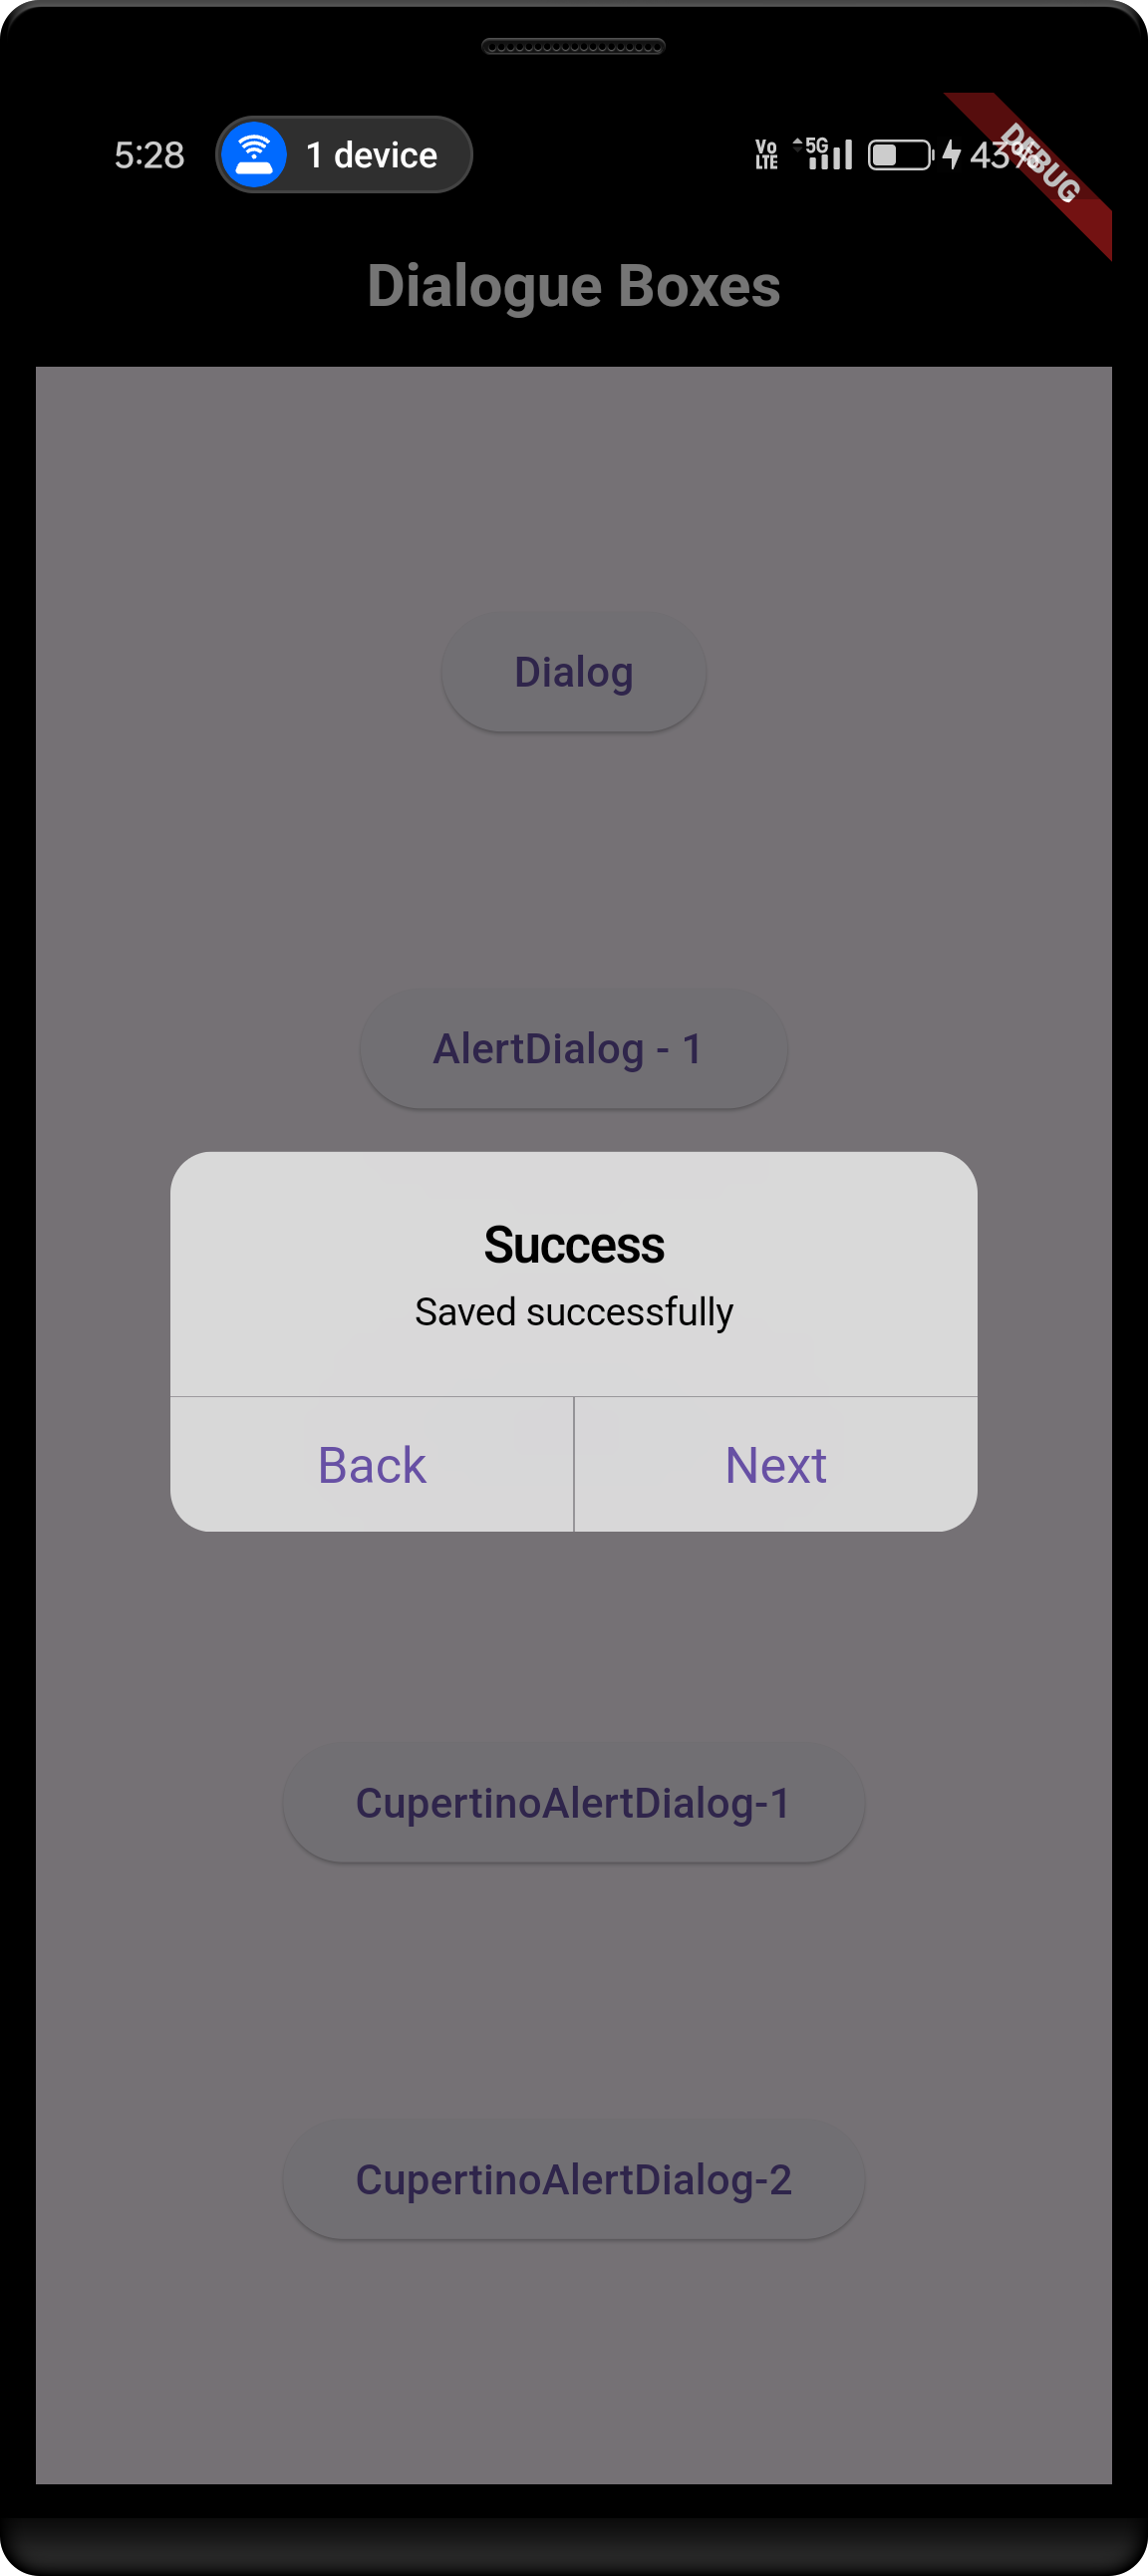 5:28 1 device Vo LTE 5G 43%
DEBUG
Dialogue Boxes
Dialog
AlertDialog - 1
Success
Saved successfully
Back Next
CupertinoAlertDialog-1
CupertinoAlertDialog-2